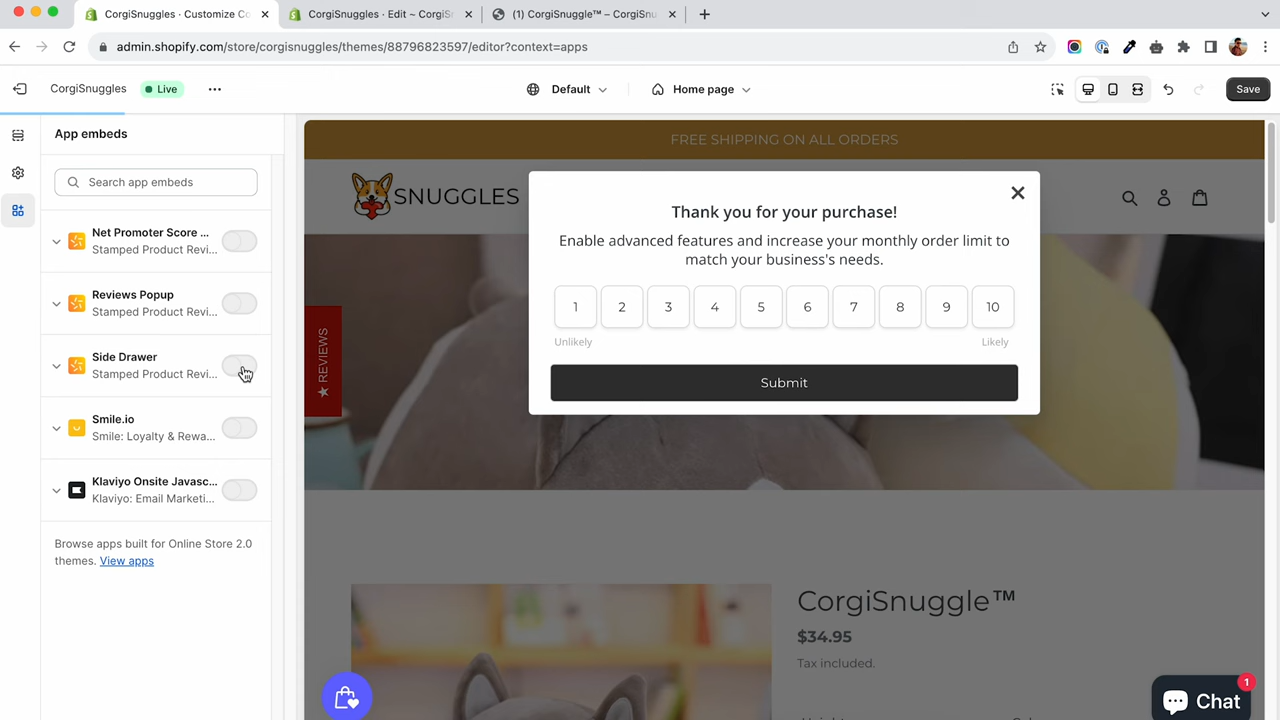 CorgiSnuggles · Customize Co
CorgiSnuggles · Edit ~ CorgiSn
(1) CorgiSnuggle™ – CorgiSnu
admin.shopify.com/store/corgisnuggles/themes/88796823597/editor?context=apps
CorgiSnuggles
Live
Default
Home page
Save
App embeds
Search app embeds
Net Promoter Score ...
Stamped Product Revi...
Reviews Popup
Stamped Product Revi...
Side Drawer
Stamped Product Revi...
Smile.io
Smile: Loyalty & Rewa...
Klaviyo Onsite Javasc...
Klaviyo: Email Marketi...
Browse apps built for Online Store 2.0
themes. View apps
FREE SHIPPING ON ALL ORDERS
SNUGGLES
Thank you for your purchase!
Enable advanced features and increase your monthly order limit to
match your business's needs.
1 2 3 4 5 6 7 8 9 10
Unlikely
Likely
Submit
★ REVIEWS
CorgiSnuggle™
$34.95
Tax included.
Chat
1